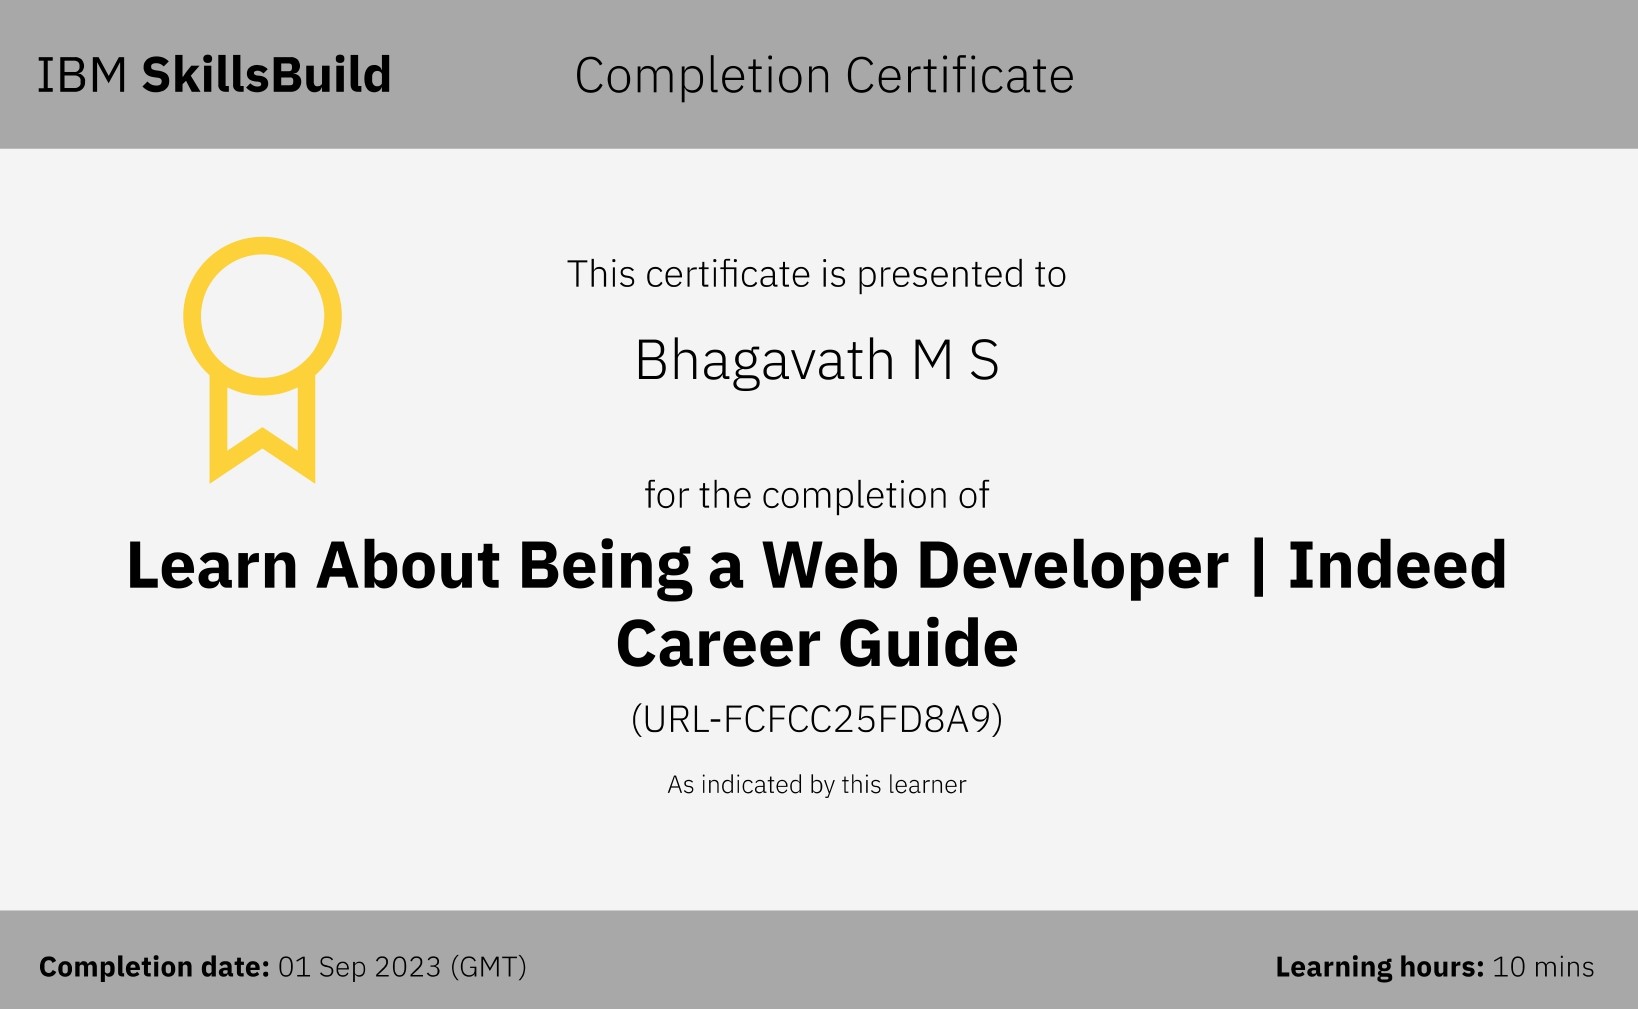 IBM SkillsBuild
Completion Certificate
This certificate is presented to
Bhagavath M S
for the completion of
Learn About Being a Web Developer | Indeed
Career Guide
(URL-FCFCC25FD8A9)
As indicated by this learner
Completion date: 01 Sep 2023 (GMT)
Learning hours: 10 mins